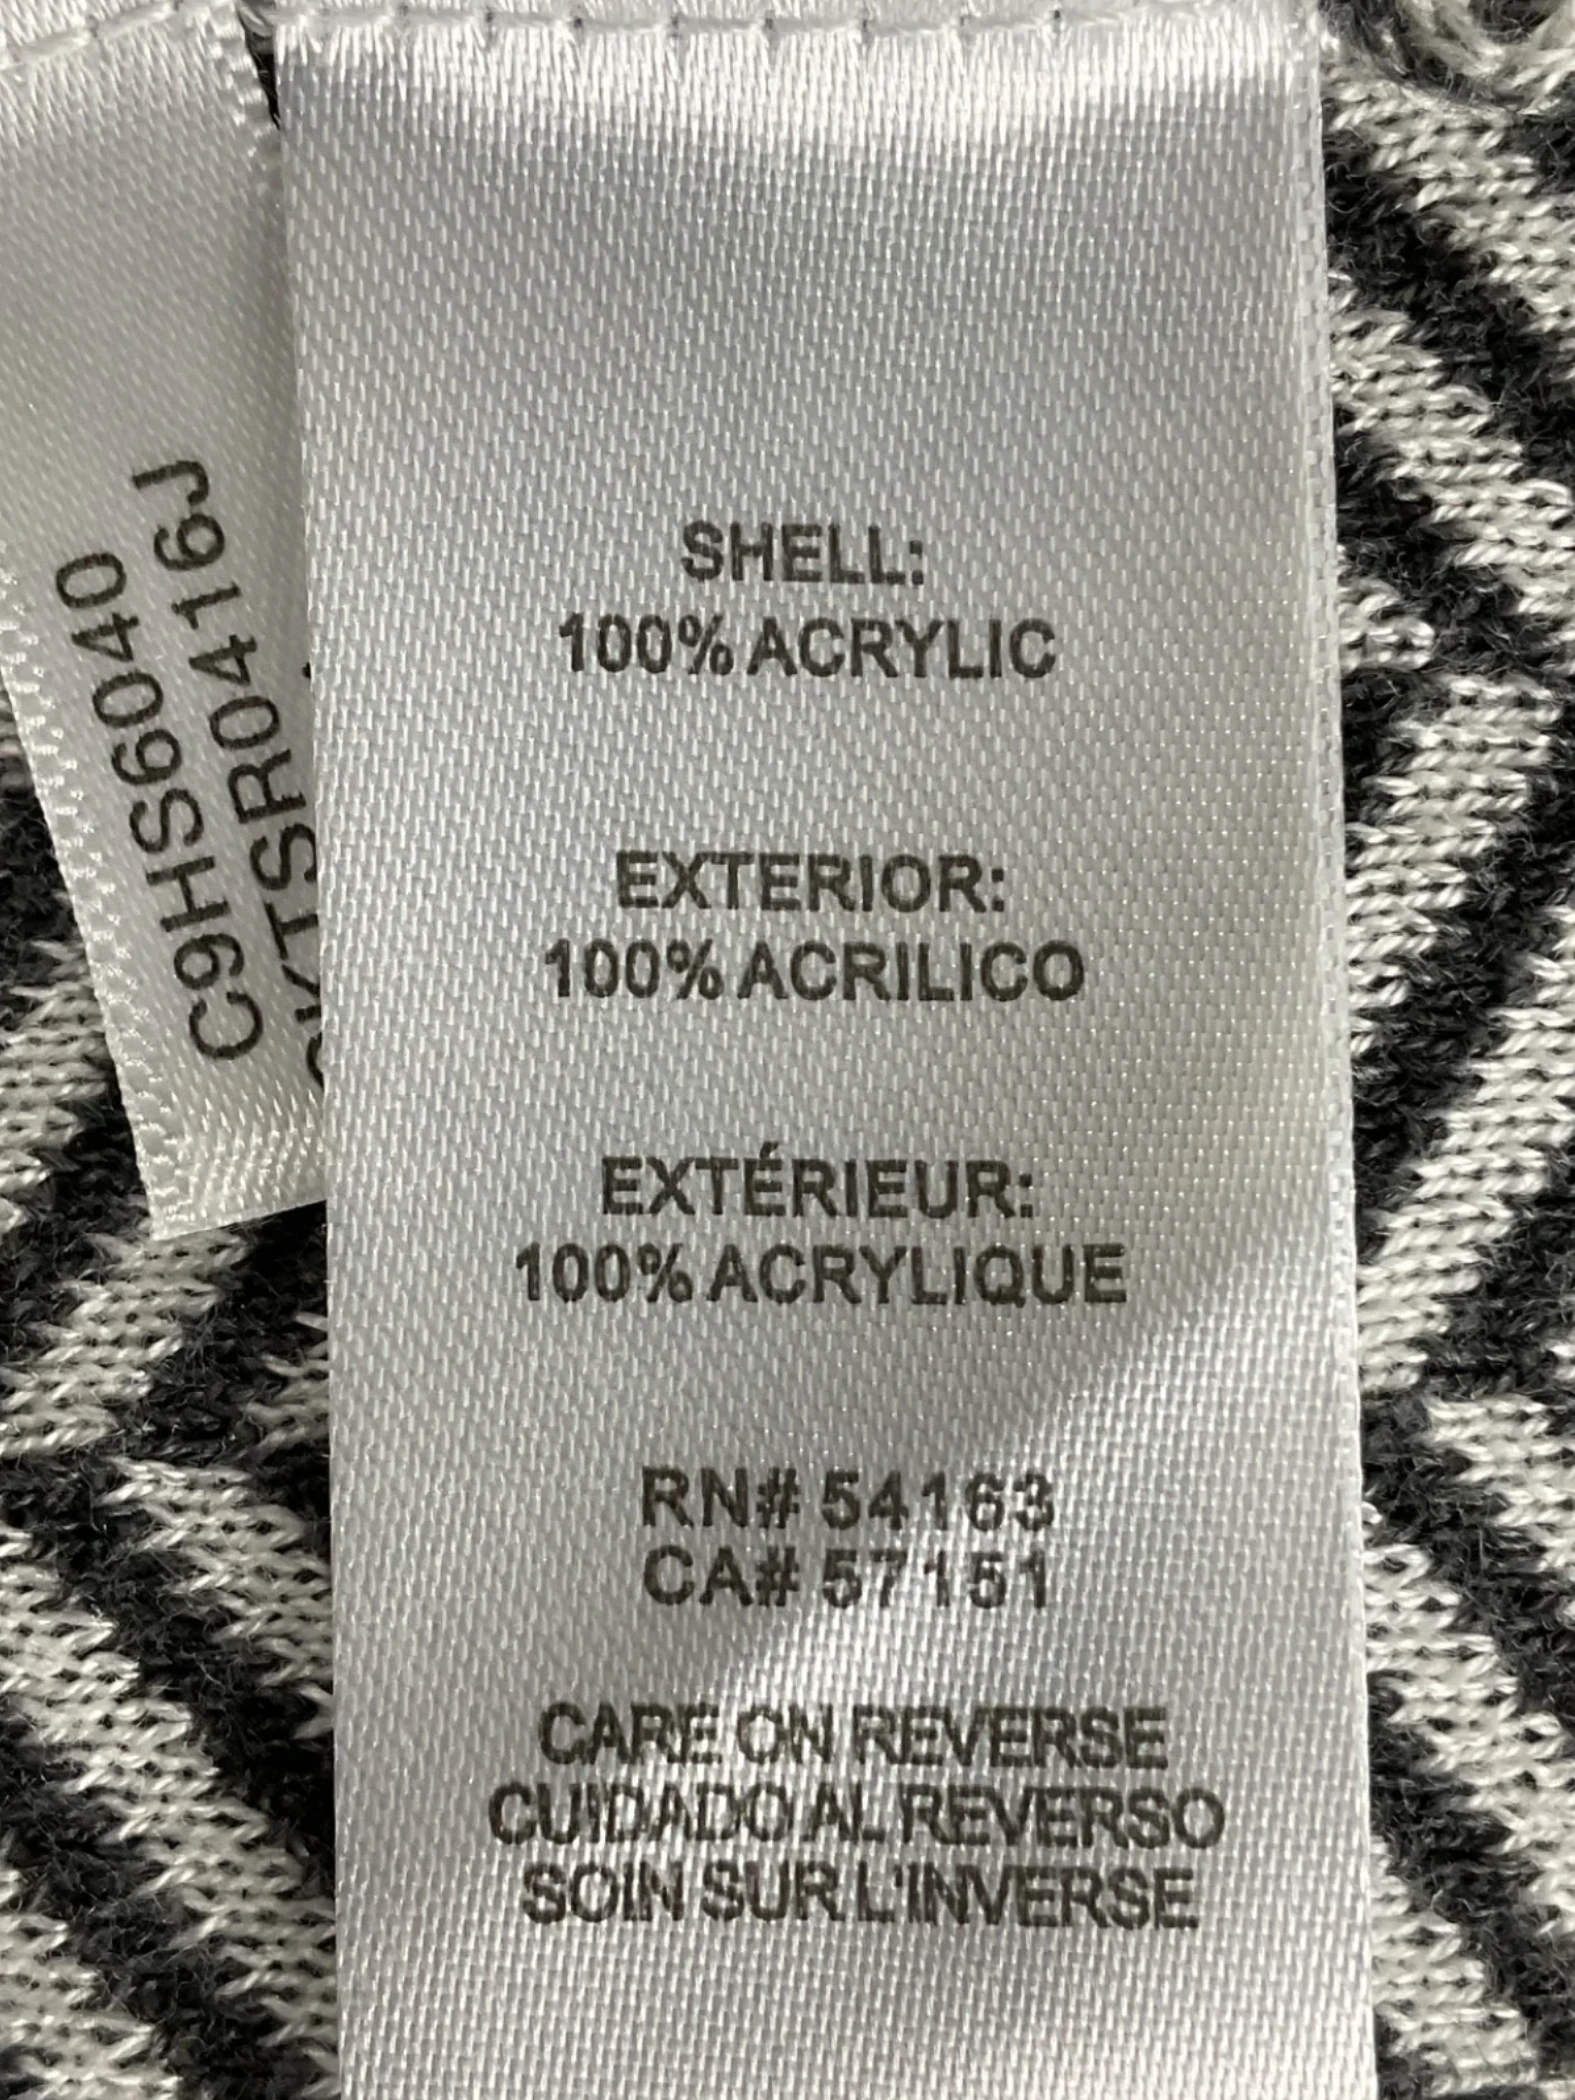 C9HS6040
KTSR0416J
SHELL:
100% ACRYLIC
EXTERIOR:
100% ACRILICO
EXTÉRIEUR:
100% ACRYLIQUE
RN# 54163
CA# 57151
CARE ON REVERSE
CUIDADO AL REVERSO
SOIN SUR L'INVERSE